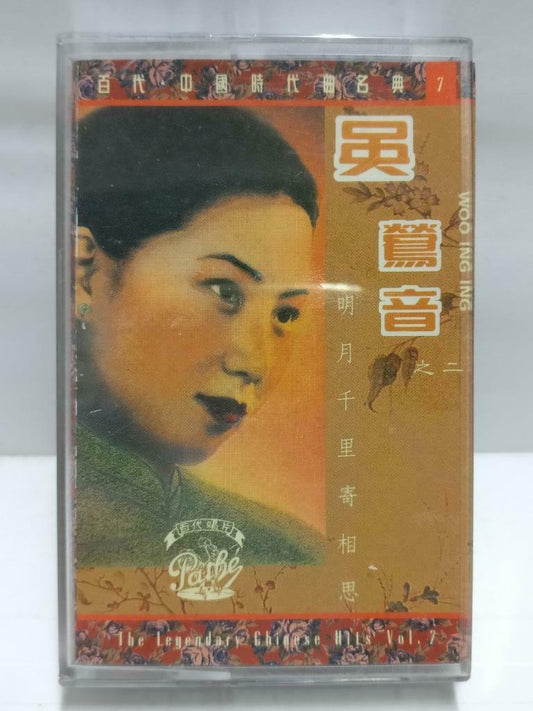 百代中國時代曲名典 7
吳鶯音
WOO ING ING
之二
明月千里寄相思
百代唱片
Pathé
The Legendary Chinese Hits Vol. 7